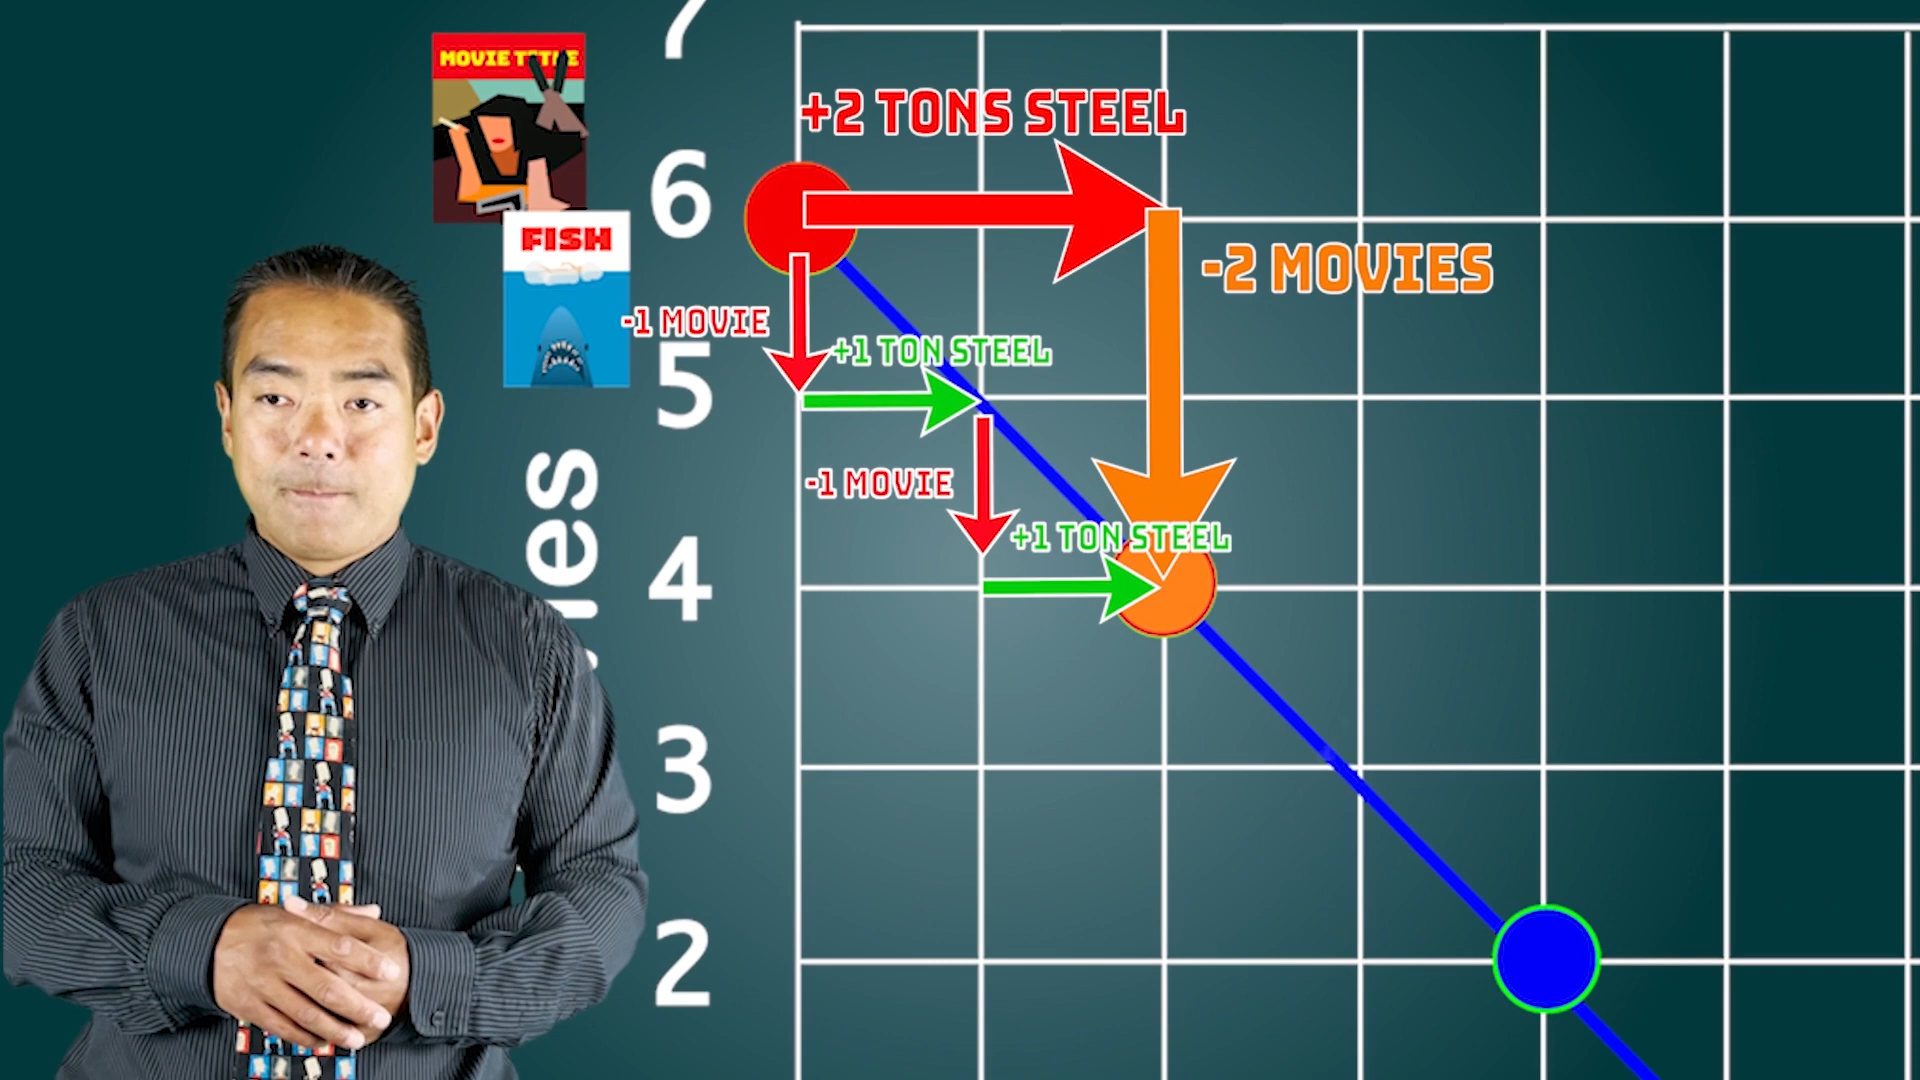 7
MOVIE TITLE
+2 TONS STEEL
6
FISH
-2 MOVIES
-1 MOVIE
+1 TON STEEL
5
-1 MOVIE
+1 TON STEEL
4
3
2